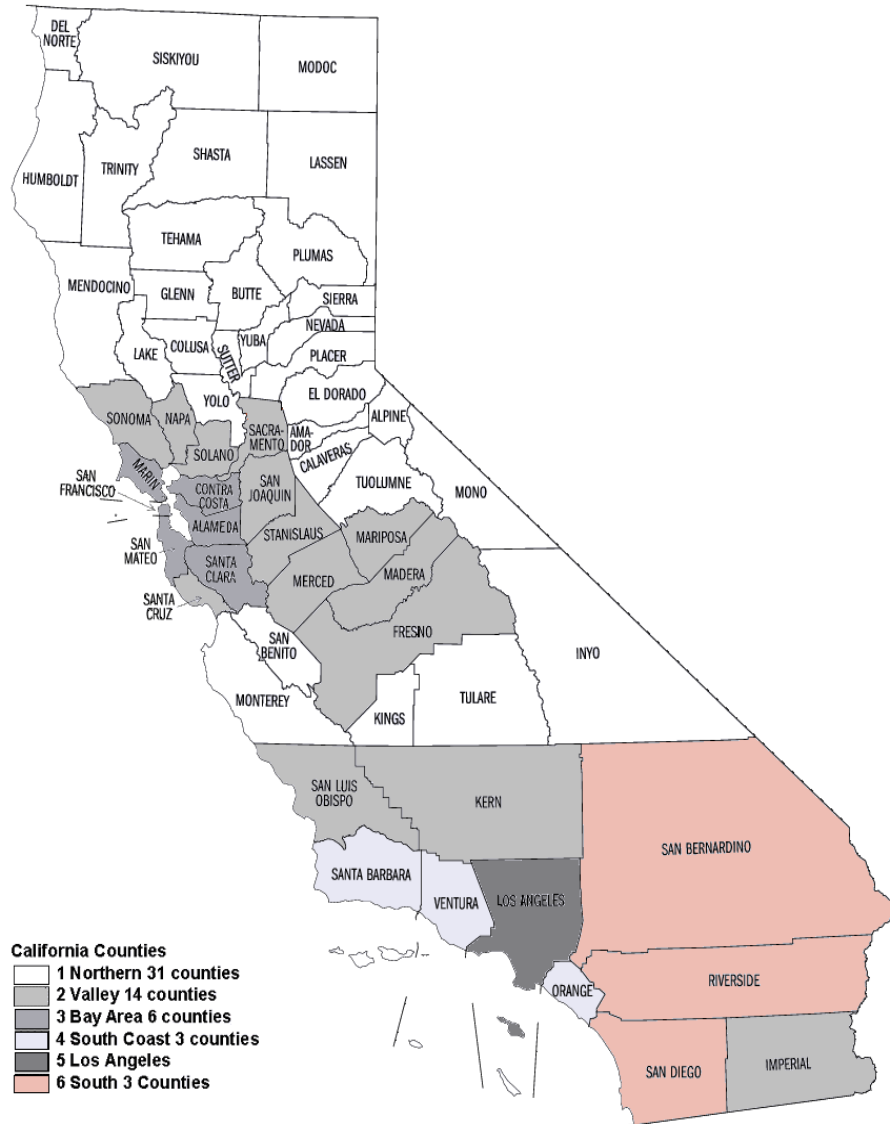 DEL
NORTE
SISKIYOU
MODOC
HUMBOLDT
TRINITY
SHASTA
LASSEN
TEHAMA
PLUMAS
MENDOCINO
GLENN
BUTTE
SIERRA
NEVADA
YUBA
SUTTER
COLUSA
LAKE
PLACER
YOLO
EL DORADO
SONOMA
NAPA
SACRA-
MENTO
AMA-
DOR
ALPINE
SOLANO
CALAVERAS
MARIN
SAN
FRANCISCO
CONTRA
COSTA
SAN
JOAQUIN
TUOLUMNE
MONO
ALAMEDA
STANISLAUS
MARIPOSA
SAN
MATEO
SANTA
CLARA
MERCED
MADERA
SANTA
CRUZ
FRESINO
SAN
BENITO
INYO
MONTEREY
KINGS
TULARE
SAN LUIS
OBISPO
KERN
SAN BERNARDINO
SANTA BARBARA
VENTURA
LOS ANGELES
ORANGE
RIVERSIDE
SAN DIEGO
IMPERIAL
California Counties
1 Northern 31 counties
2 Valley 14 counties
3 Bay Area 6 counties
4 South Coast 3 counties
5 Los Angeles
6 South 3 Counties